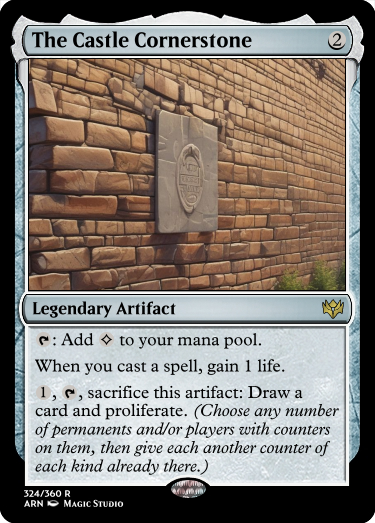 The Castle Cornerstone 2
Legendary Artifact
: Add to your mana pool.
When you cast a spell, gain 1 life.
1 , , sacrifice this artifact: Draw a
card and proliferate. (Choose any number
of permanents and/or players with counters
on them, then give each another counter of
each kind already there.)
324/360 R
ARN Magic Studio